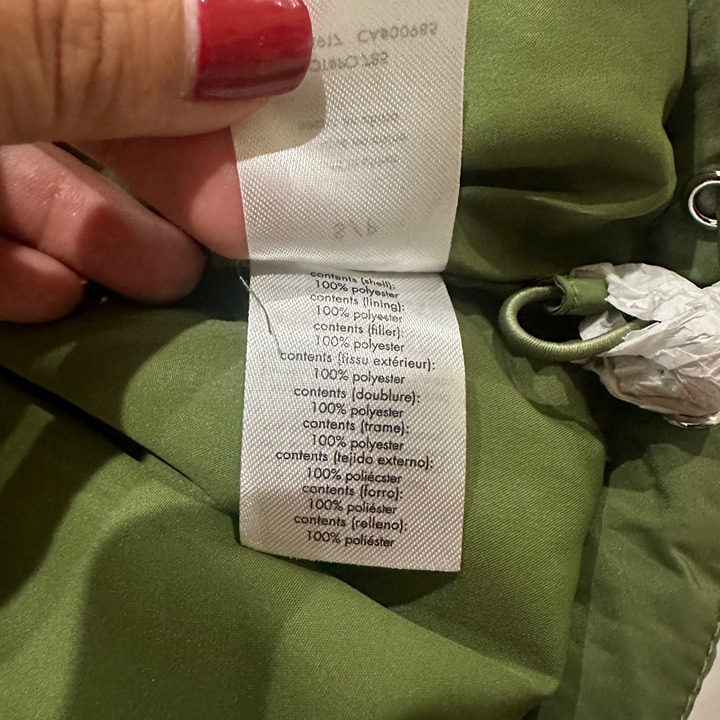 S/P
contents (shell):
100% polyester
contents (lining):
100% polyester
contents (filler):
100% polyester
contents (tissu extérieur):
100% polyester
contents (doublure):
100% polyester
contents (trame):
100% polyester
contents (tejido externo):
100% poliécster
contents (forro):
100% poliéster
contents (relleno):
100% poliéster